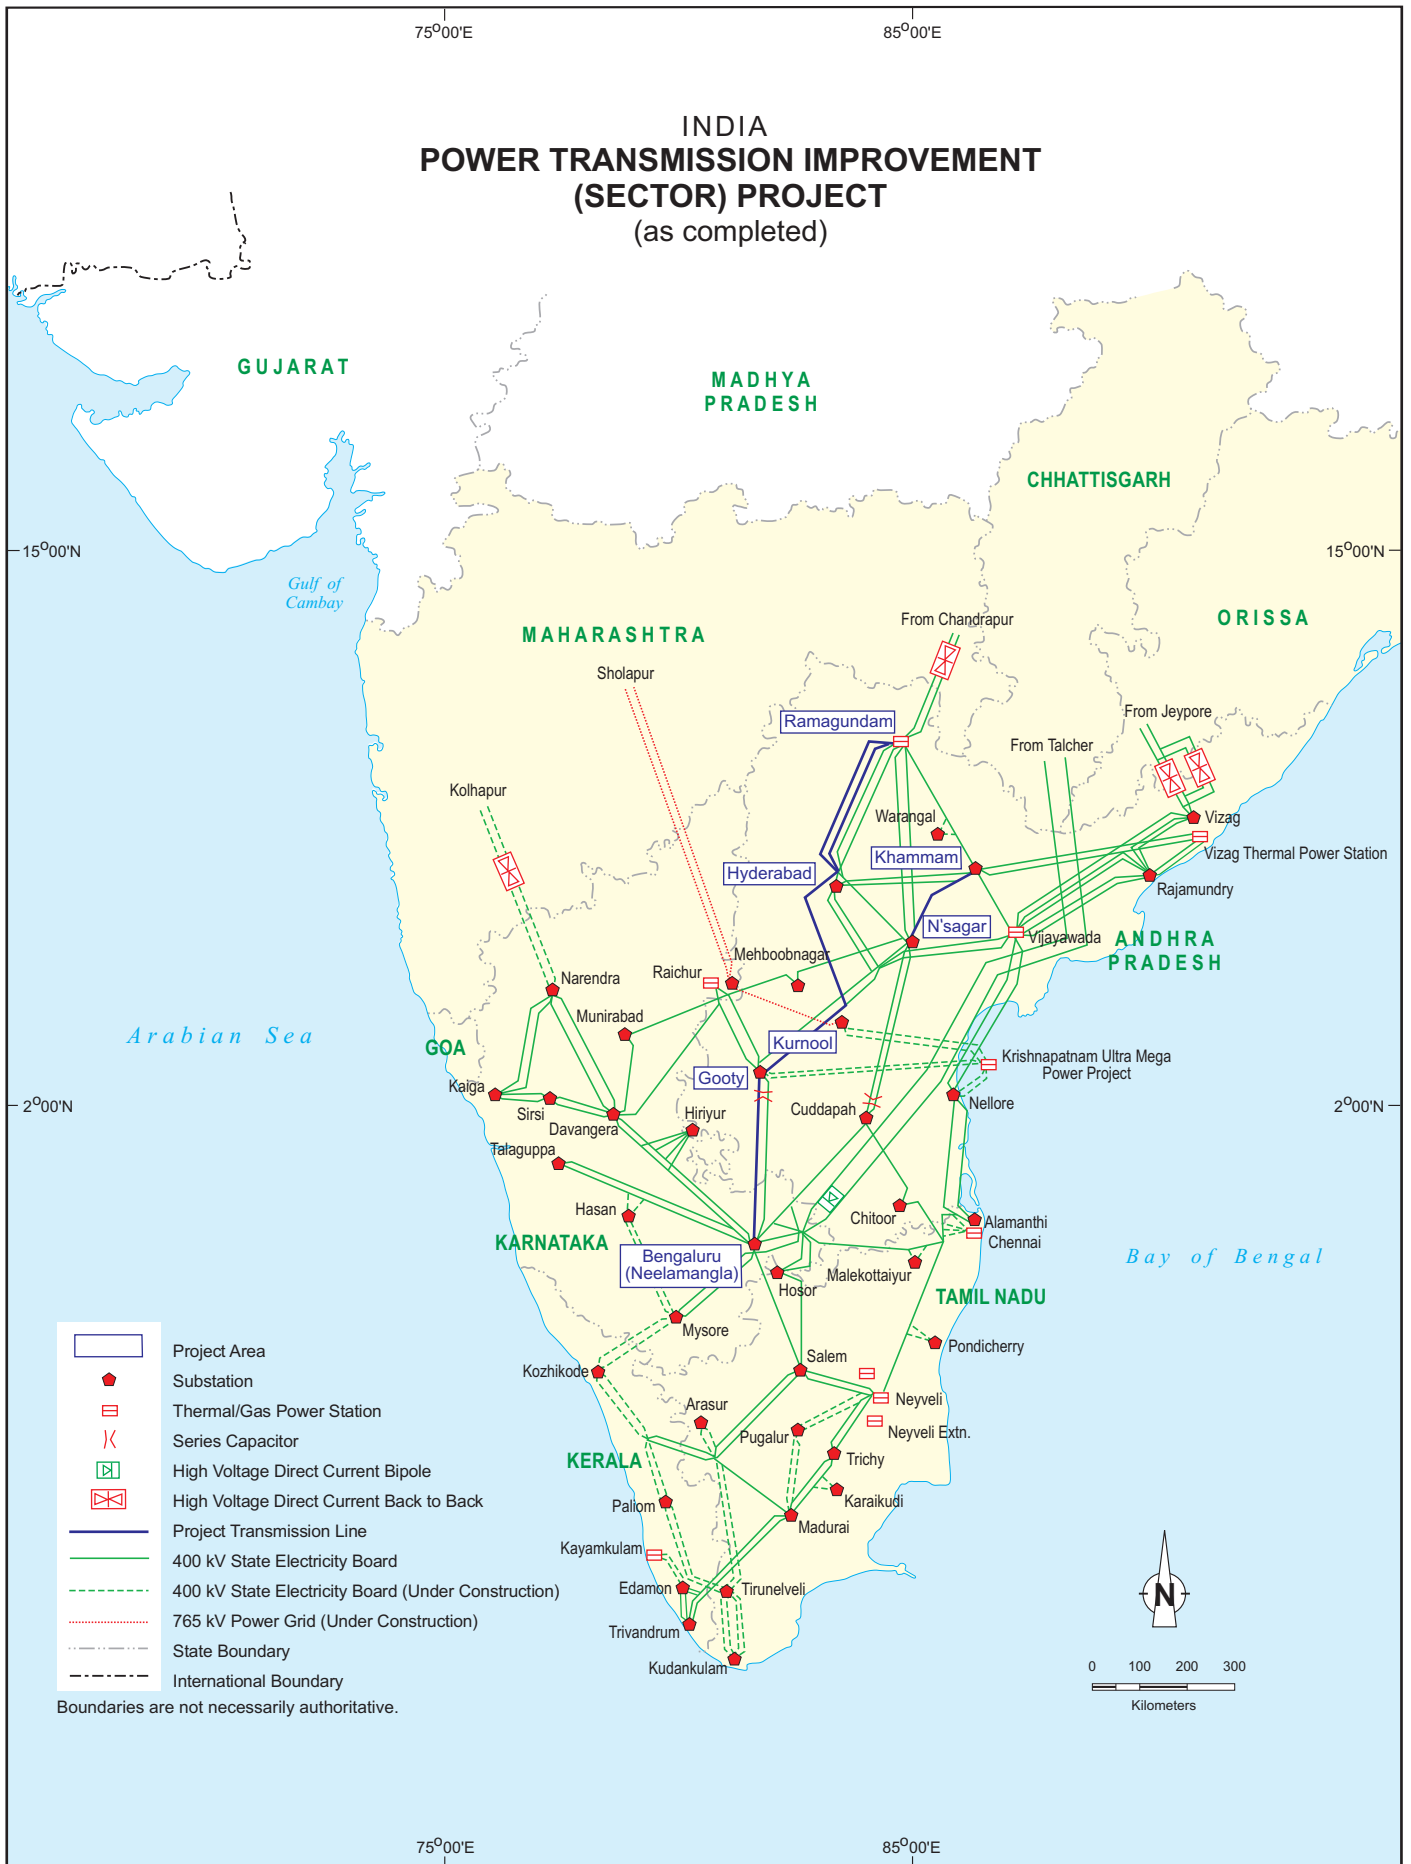 75°00'E
85°00'E
INDIA
POWER TRANSMISSION IMPROVEMENT
(SECTOR) PROJECT
(as completed)
GUJARAT
MADHYA
PRADESH
CHHATTISGARH
15°00'N
15°00'N
Gulf of
Cambay
MAHARASHTRA
From Chandrapur
ORISSA
Sholapur
Ramagundam
From Jeypore
From Talcher
Kolhapur
Warangal
Vizag
Khammam
Vizag Thermal Power Station
Hyderabad
Rajamundry
N'sagar
Vijayawada
ANDHRA
PRADESH
Mehboobnagar
Raichur
Narendra
Munirabad
Arabian Sea
GOA
Kurnool
Krishnapatnam Ultra Mega
Power Project
Gooty
Kaiga
Sirsi
Davangera
Hiriyur
Cuddapah
Nellore
2°00'N
2°00'N
Talaguppa
Hasan
Chitoor
Alamanthi
Chennai
KARNATAKA
Bengaluru
(Neelamangla)
Bay of Bengal
Malekottaiyur
Hosor
TAMIL NADU
Mysore
Pondicherry
Salem
Kozhikode
Neyveli
Arasur
Pugalur
Neyveli Extn.
KERALA
Trichy
Paliom
Karaikudi
Madurai
Kayamkulam
Edamon
Tirunelveli
Trivandrum
Kudankulam
Project Area
Substation
Thermal/Gas Power Station
Series Capacitor
High Voltage Direct Current Bipole
High Voltage Direct Current Back to Back
Project Transmission Line
400 kV State Electricity Board
400 kV State Electricity Board (Under Construction)
765 kV Power Grid (Under Construction)
State Boundary
International Boundary
Boundaries are not necessarily authoritative.
N
0 100 200 300
Kilometers
75°00'E
85°00'E